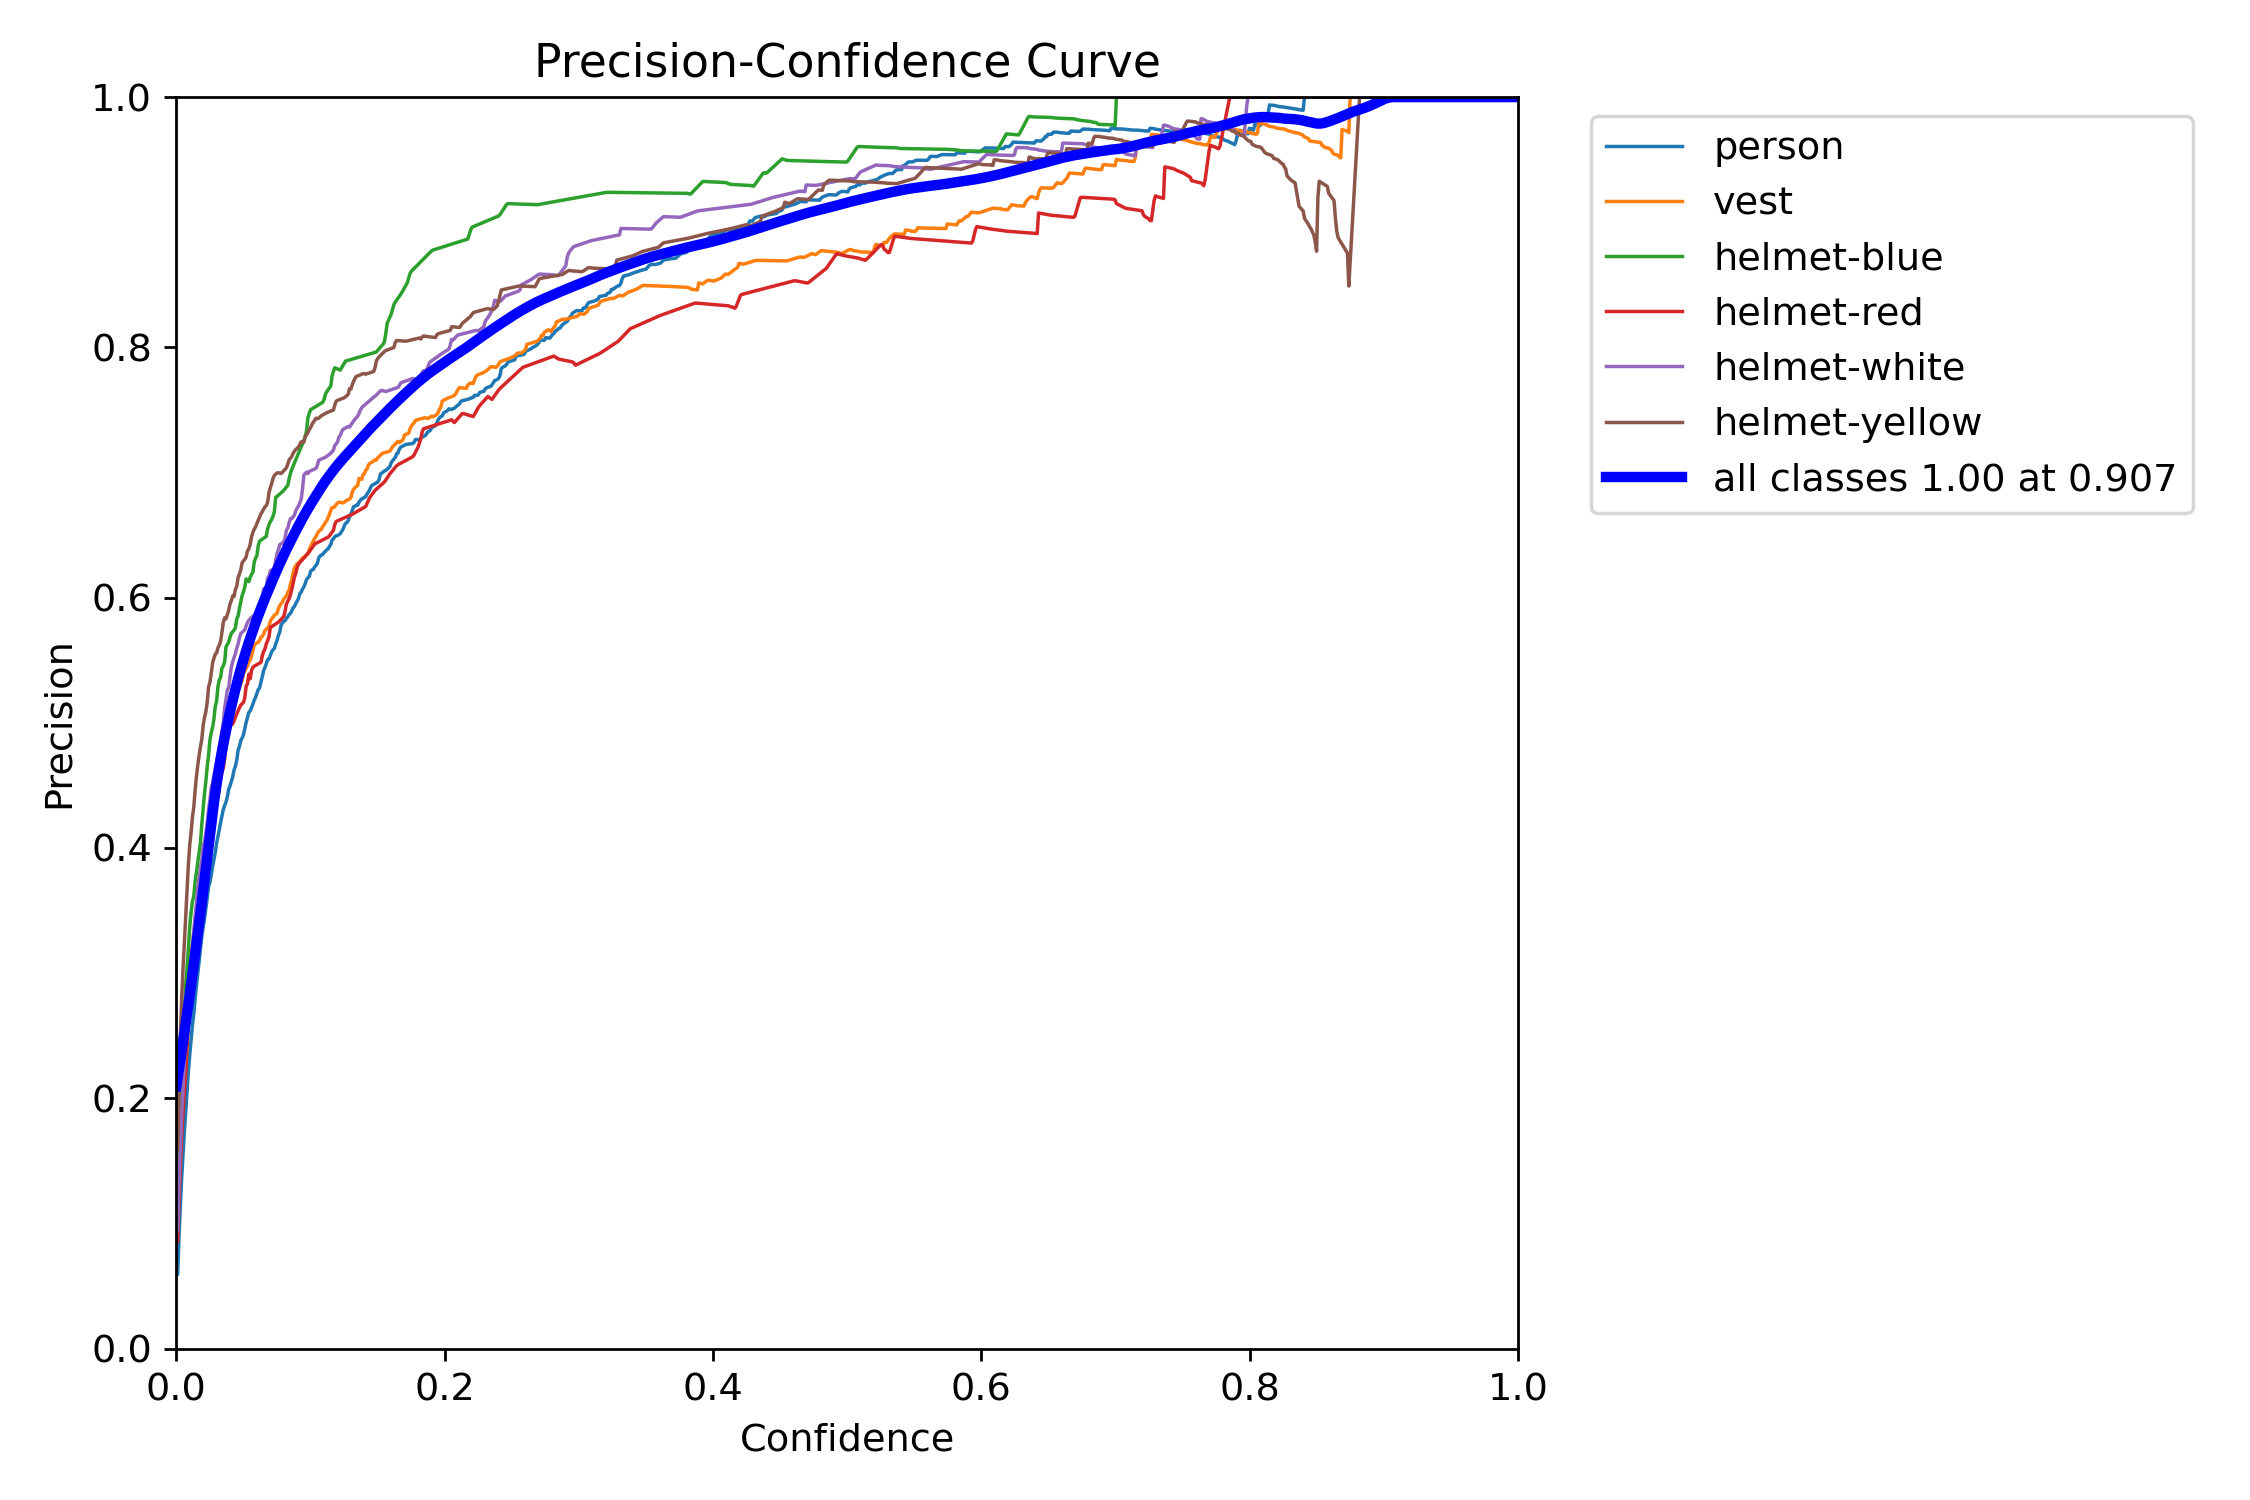 Precision-Confidence Curve
1.0
0.8
0.6
0.4
0.2
0.0
Precision
0.0 0.2 0.4 0.6 0.8 1.0
Confidence
person
vest
helmet-blue
helmet-red
helmet-white
helmet-yellow
all classes 1.00 at 0.907